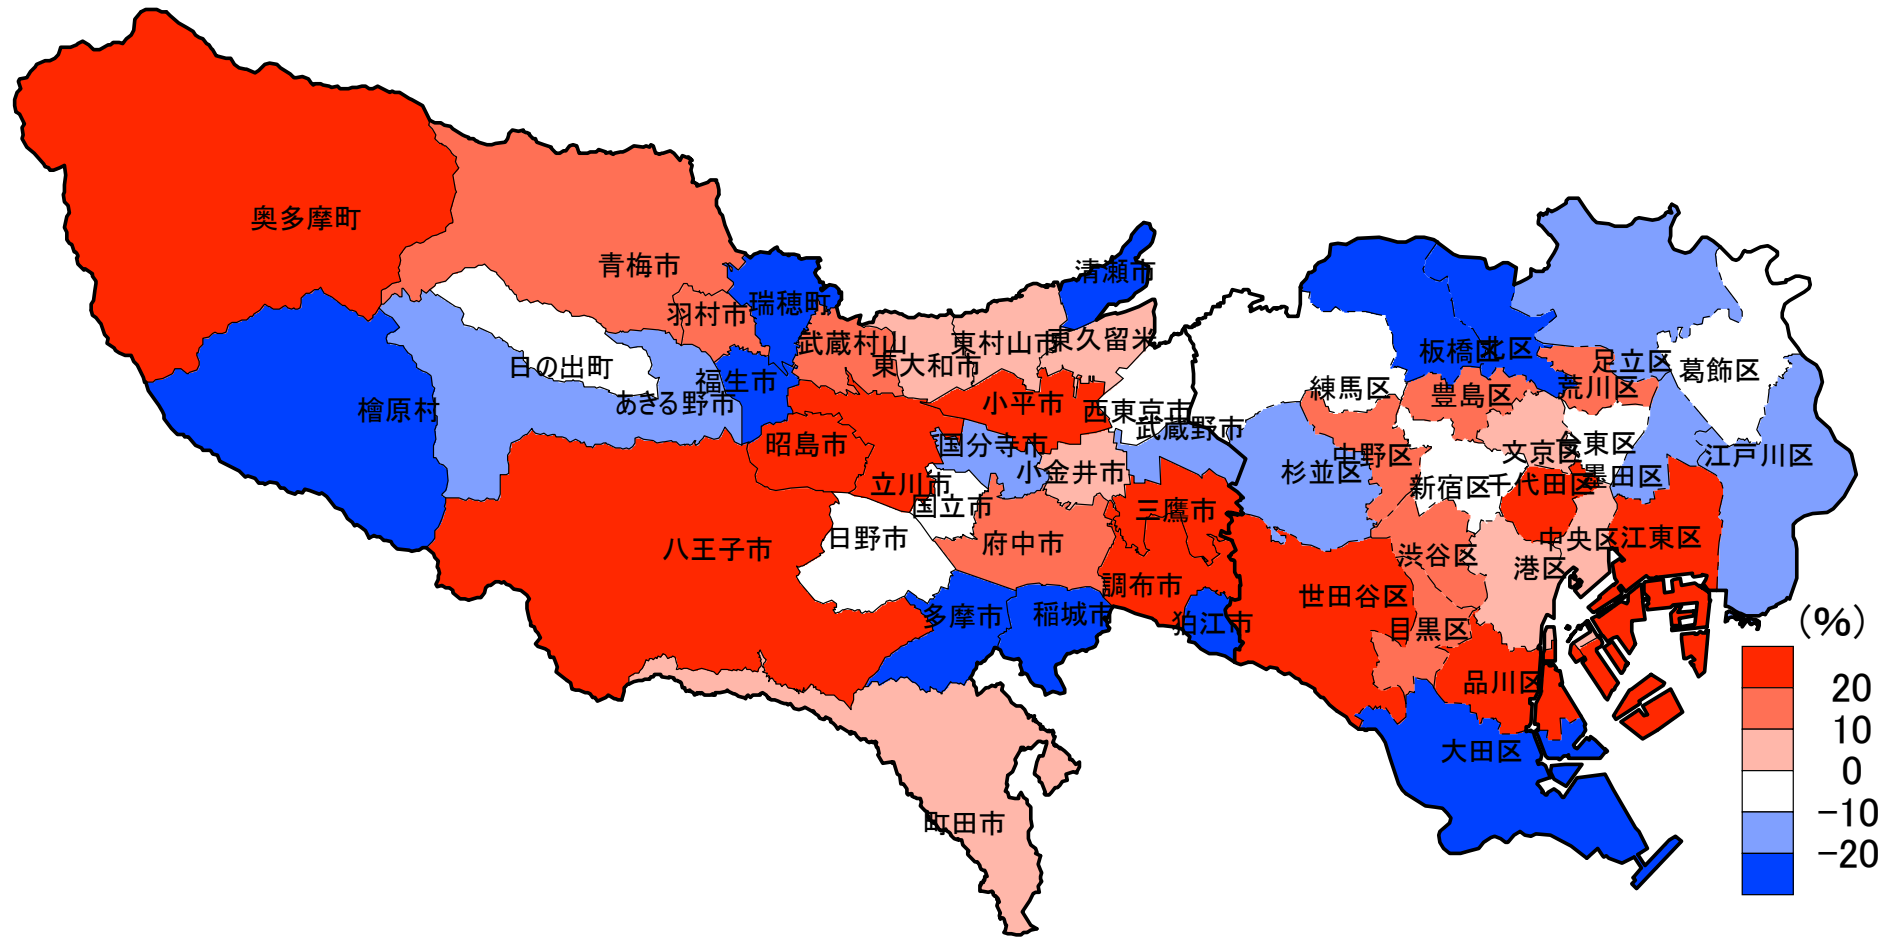 奥多摩町
青梅市
羽村市
瑞穂町
清瀬市
武蔵村山
東大和市
東村山市
東久留米
日の出町
福生市
あきる野市
檜原村
小平市
西東京市
武蔵野市
昭島市
国分寺市
小金井市
立川市
国立市
三鷹市
八王子市
日野市
府中市
調布市
多摩市
稲城市
狛江市
町田市
板橋区
北区
足立区
葛飾区
練馬区
豊島区
荒川区
中野区
文京区
台東区
杉並区
新宿区
千代田区
墨田区
江戸川区
渋谷区
中央区
江東区
港区
世田谷区
目黒区
品川区
大田区
(%)
20
10
0
-10
-20